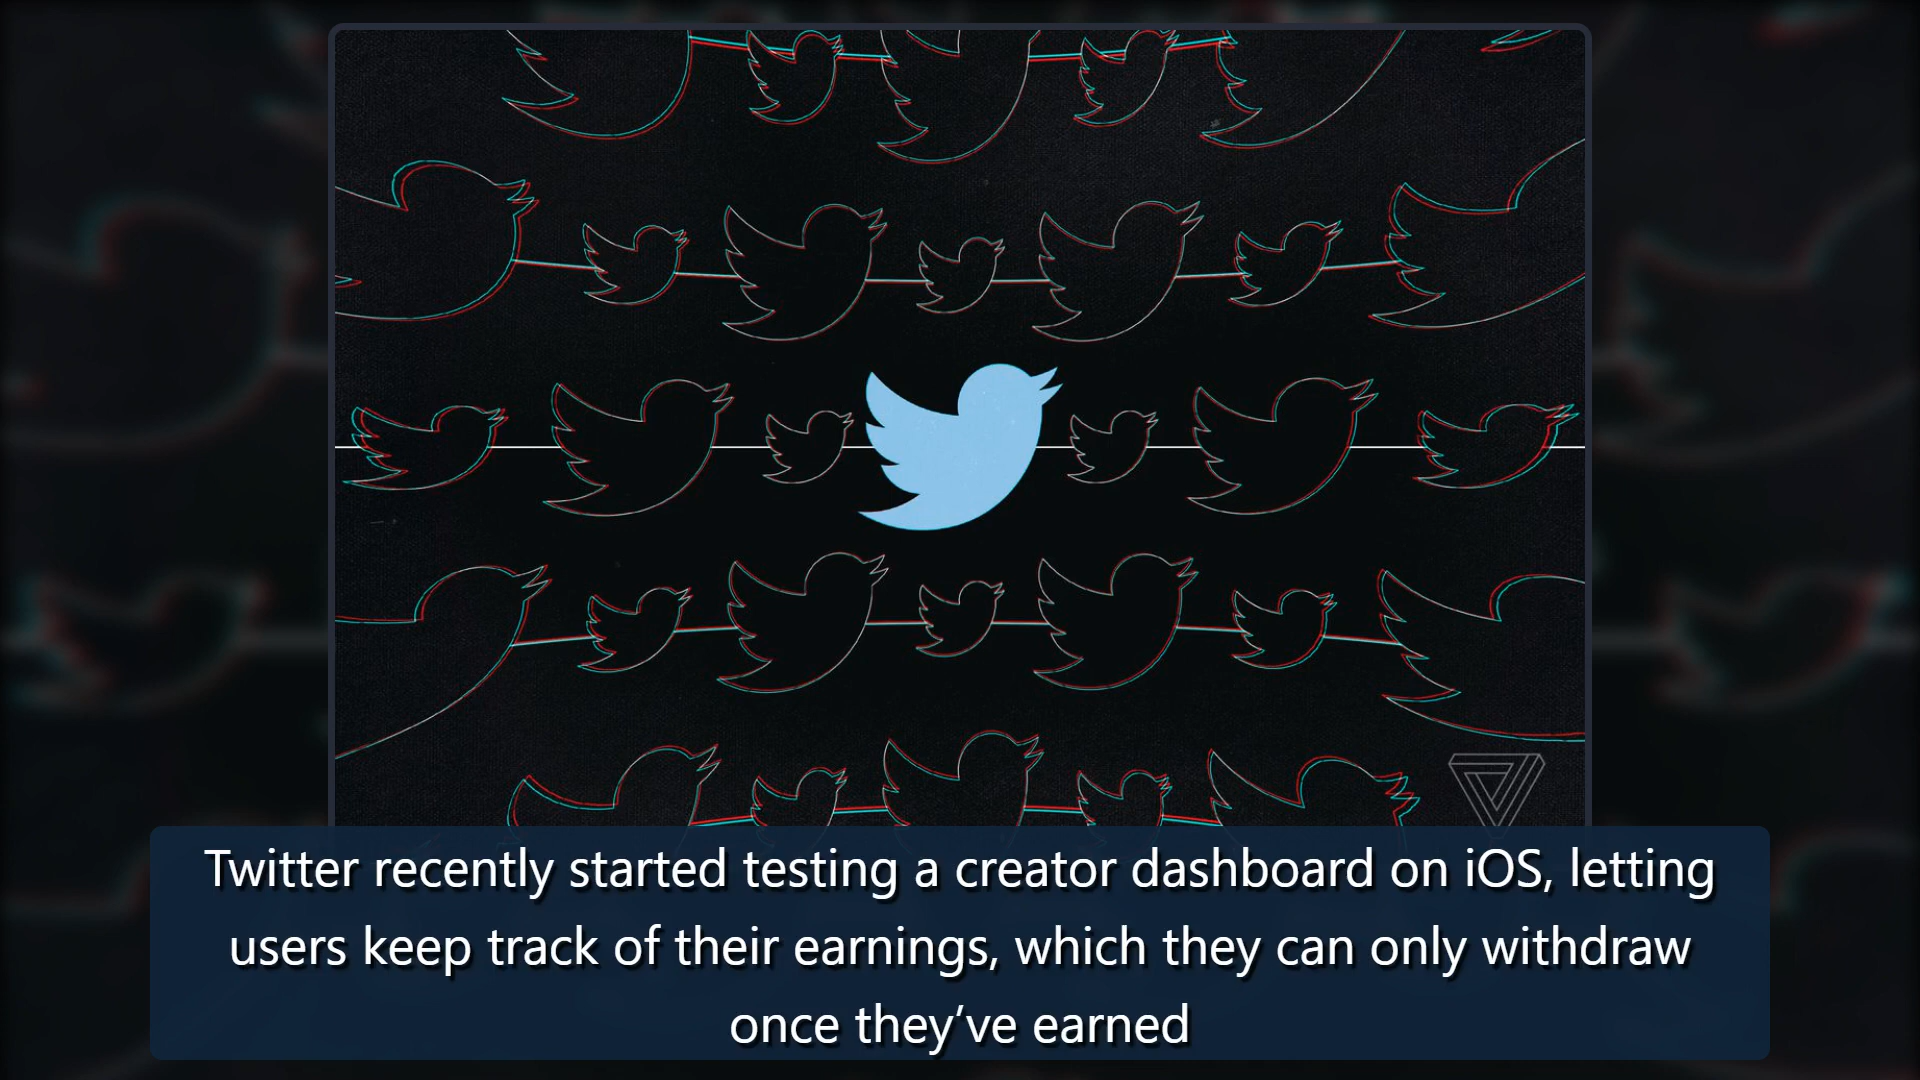 Twitter recently started testing a creator dashboard on iOS, letting
users keep track of their earnings, which they can only withdraw
once they’ve earned